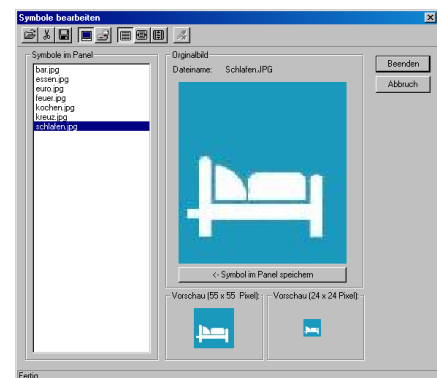 Symbole bearbeiten
Symbole im Panel
bar.jpg
essen.jpg
euro.jpg
feuer.jpg
kochen.jpg
kreuz.jpg
schlafen.jpg
Orginalbild
Dateiname: Schlafen.JPG
<- Symbol im Panel speichern
Vorschau (55 x 55 Pixel):
Vorschau (24 x 24 Pixel):
Beenden
Abbruch
Fertig